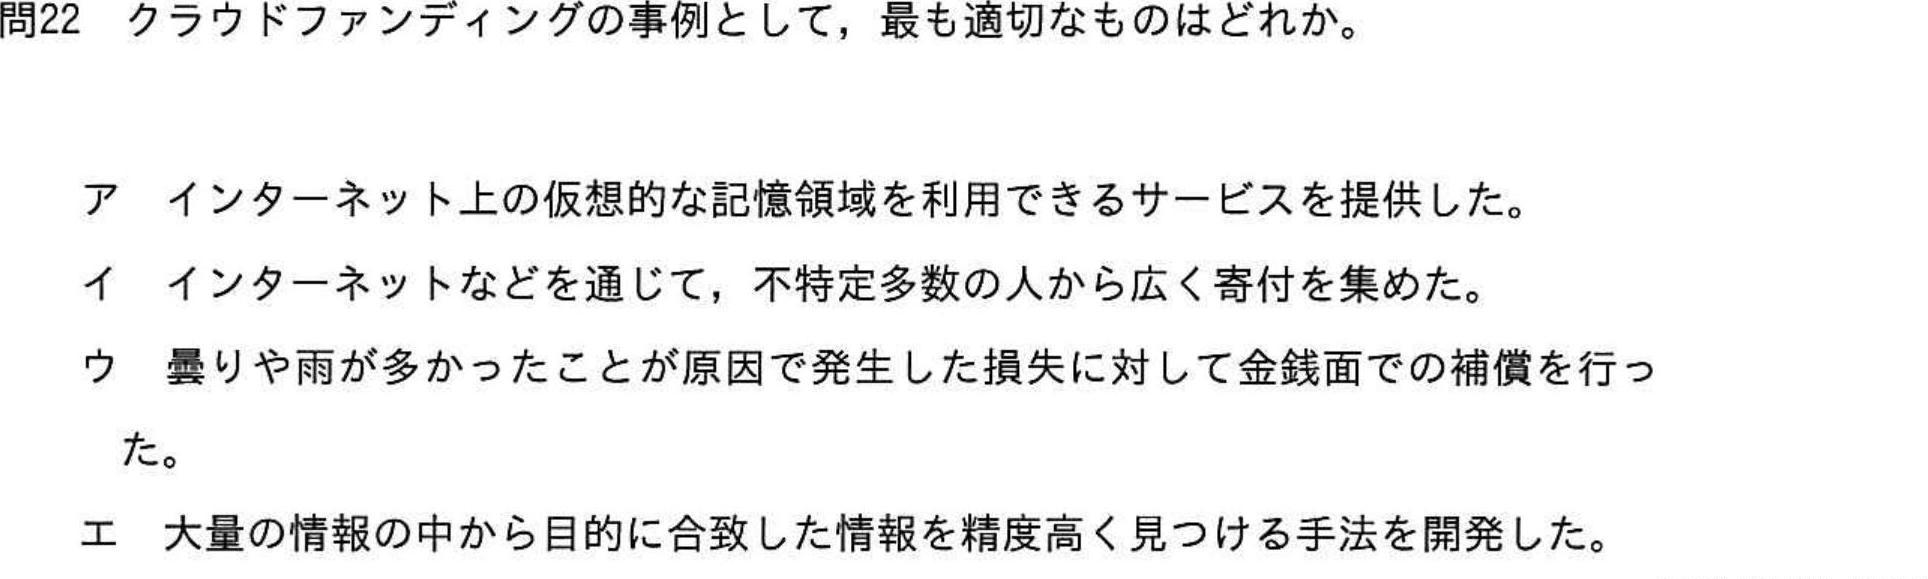 問22　クラウドファンディングの事例として，最も適切なものはどれか。
ア　インターネット上の仮想的な記憶領域を利用できるサービスを提供した。
イ　インターネットなどを通じて，不特定多数の人から広く寄付を集めた。
ウ　曇りや雨が多かったことが原因で発生した損失に対して金銭面での補償を行っ
た。
エ　大量の情報の中から目的に合致した情報を精度高く見つける手法を開発した。